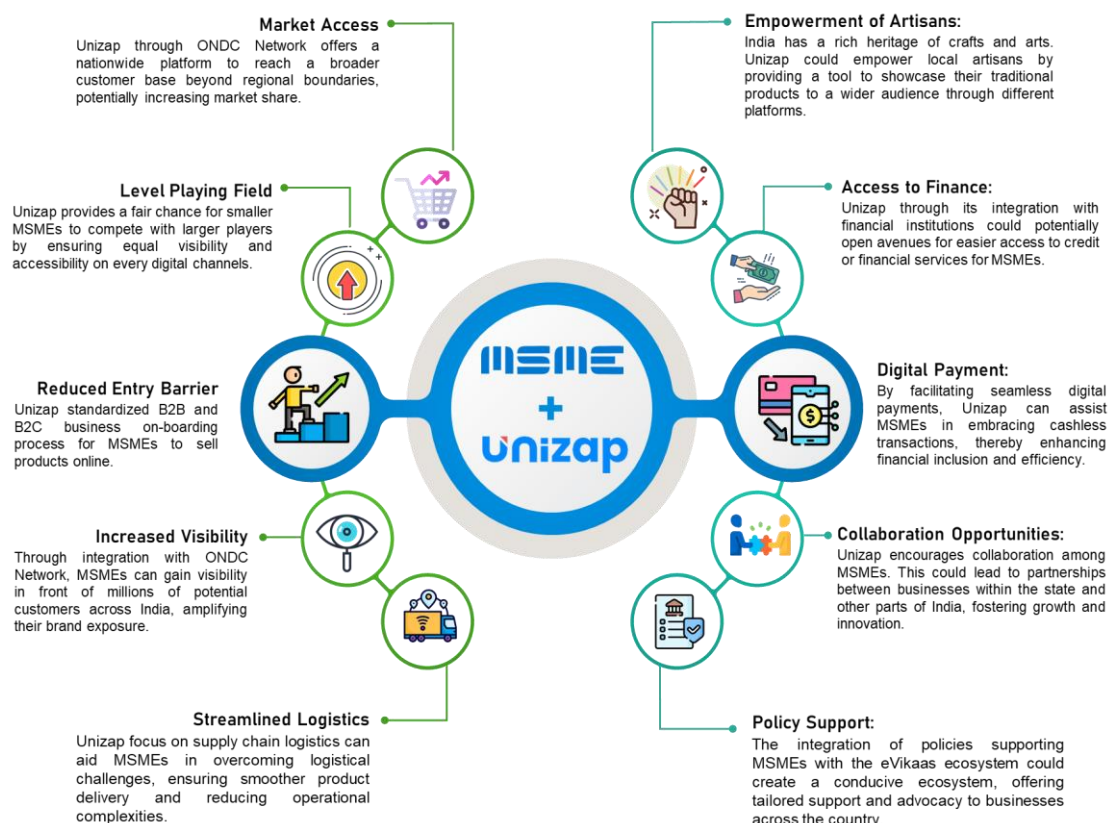 Market Access
Unizap through ONDC Network offers a
nationwide platform to reach a broader
customer base beyond regional boundaries,
potentially increasing market share.
Level Playing Field
Unizap provides a fair chance for smaller
MSMEs to compete with larger players
by ensuring equal visibility and
accessibility on every digital channels.
Reduced Entry Barrier
Unizap standardized B2B and
B2C business on-boarding
process for MSMEs to sell
products online.
Increased Visibility
Through integration with ONDC
Network, MSMEs can gain visibility
in front of millions of potential
customers across India, amplifying
their brand exposure.
Streamlined Logistics
Unizap focus on supply chain logistics can
aid MSMEs in overcoming logistical
challenges, ensuring smoother product
delivery and reducing operational
complexities.
MSME
+
Unizap
Empowerment of Artisans:
India has a rich heritage of crafts and arts.
Unizap could empower local artisans by
providing a tool to showcase their traditional
products to a wider audience through different
platforms.
Access to Finance:
Unizap through its integration with
financial institutions could potentially
open avenues for easier access to credit
or financial services for MSMEs.
Digital Payment:
By facilitating seamless digital
payments, Unizap can assist
MSMEs in embracing cashless
transactions, thereby enhancing
financial inclusion and efficiency.
Collaboration Opportunities:
Unizap encourages collaboration among
MSMEs. This could lead to partnerships
between businesses within the state and
other parts of India, fostering growth and
innovation.
Policy Support:
The integration of policies supporting
MSMEs with the eVikaas ecosystem could
create a conducive ecosystem, offering
tailored support and advocacy to businesses
across the country